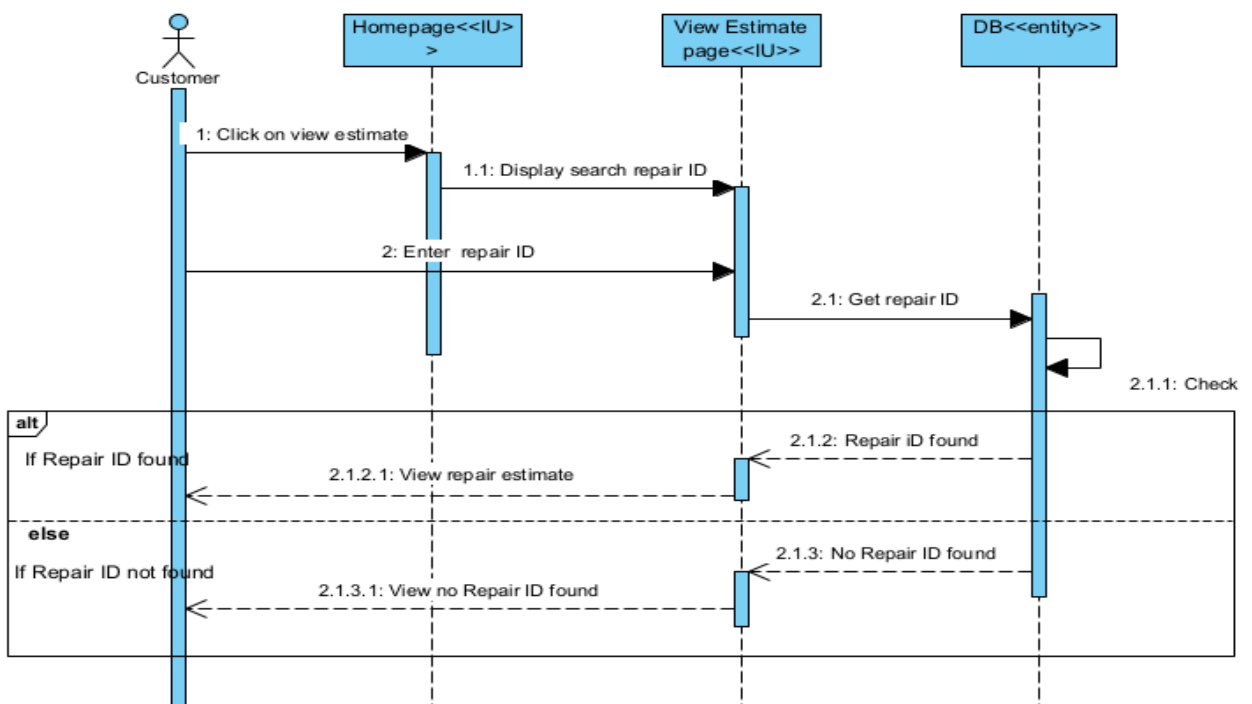 Customer
Homepage<<IU>
>
View Estimate
page<<IU>>
DB<<entity>>
1: Click on view estimate
1.1: Display search repair ID
2: Enter repair ID
2.1: Get repair ID
2.1.1: Check
alt
If Repair ID found
2.1.2: Repair iD found
2.1.2.1: View repair estimate
else
If Repair ID not found
2.1.3: No Repair ID found
2.1.3.1: View no Repair ID found